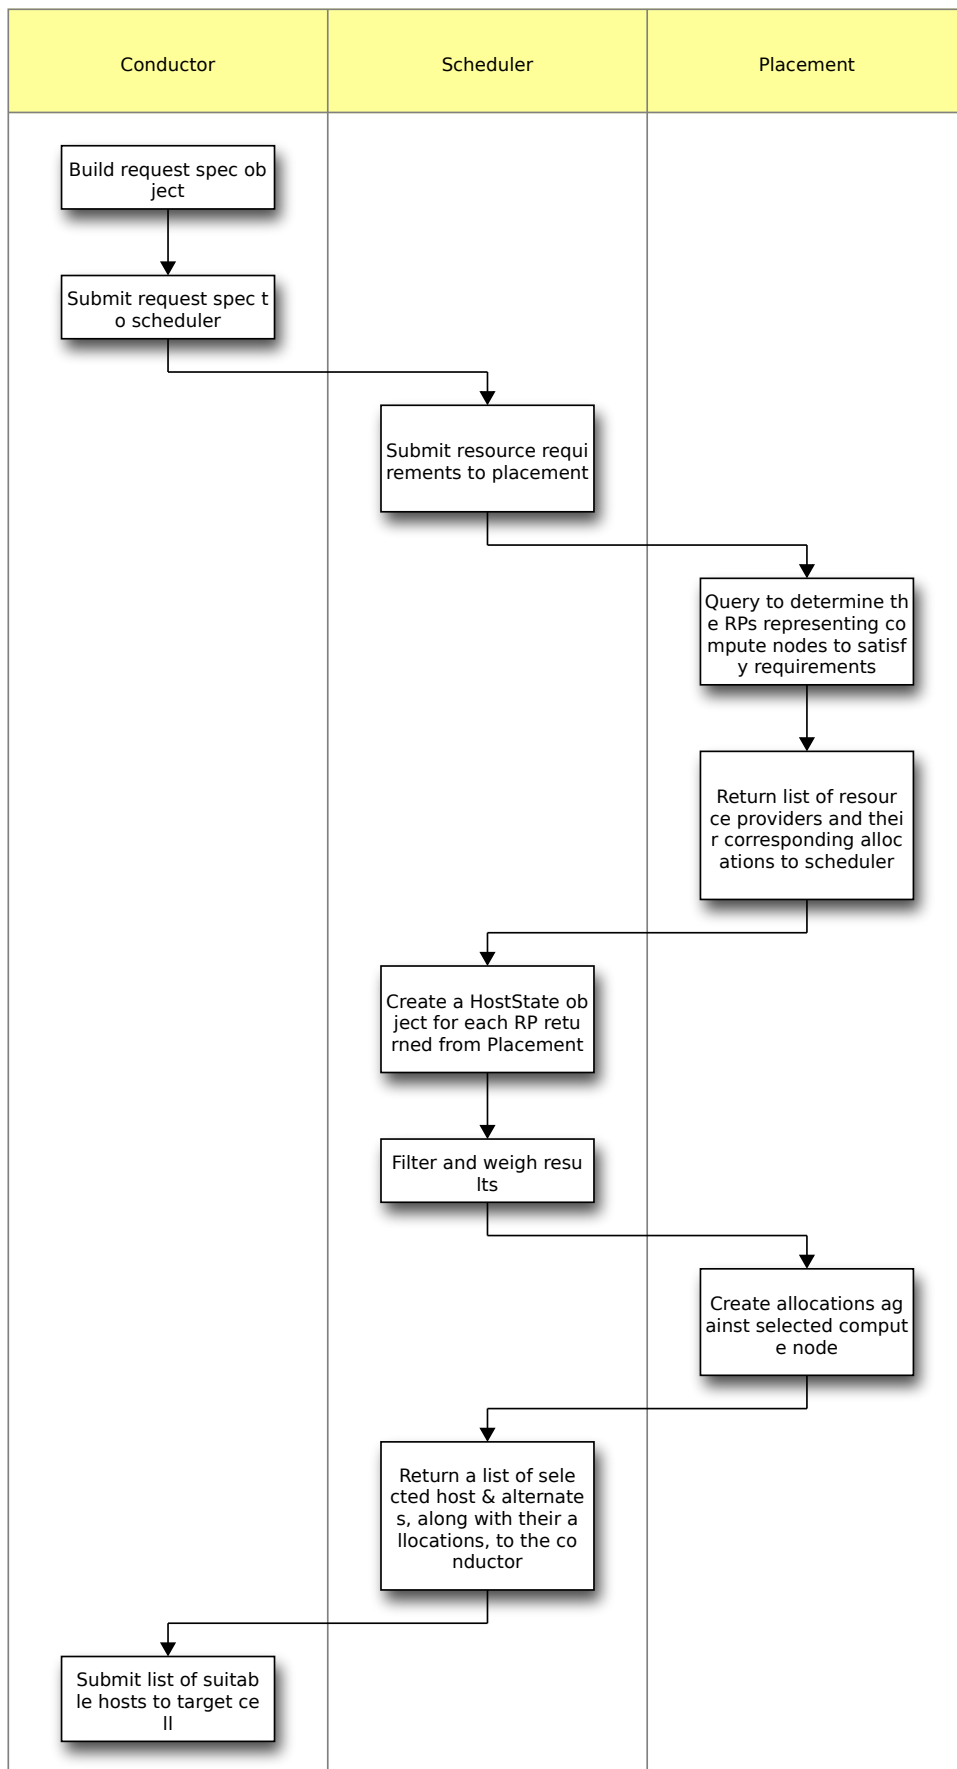 Conductor
Scheduler
Placement
Build request spec ob
ject
Submit request spec t
o scheduler
Submit resource requi
rements to placement
Query to determine th
e RPs representing co
mpute nodes to satisf
y requirements
Return list of resour
ce providers and thei
r corresponding alloc
ations to scheduler
Create a HostState ob
ject for each RP retu
rned from Placement
Filter and weigh resu
lts
Create allocations ag
ainst selected comput
e node
Return a list of sele
cted host & alternate
s, along with their a
llocations, to the co
nductor
Submit list of suitab
le hosts to target ce
ll